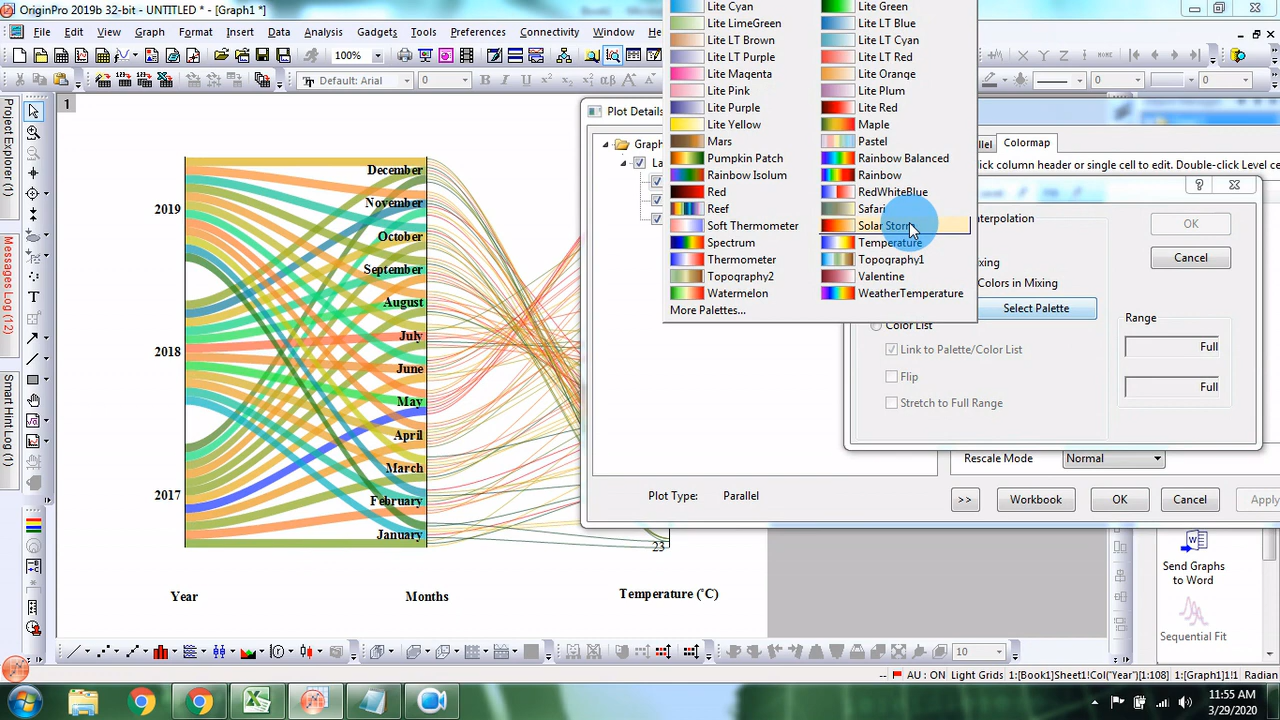 OriginPro 2019b 32-bit - UNTITLED * - [Graph1 *]
File Edit View Graph Format Insert Data Analysis Gadgets Tools Preferences Connectivity Window
100%
HOME
Default: Arial 0 B I U
0 0
1
Project Explorer (1)
Messages Log (12)
Smart Hint Log (1)
Lite Cyan Lite Green
Lite LimeGreen Lite LT Blue
Lite LT Brown Lite LT Cyan
Lite LT Purple Lite LT Red
Lite Magenta Lite Orange
Lite Pink Lite Plum
Lite Purple Lite Red
Lite Yellow Maple
Mars Pastel
Pumpkin Patch Rainbow Balanced
Rainbow Isolum Rainbow
Red RedWhiteBlue
Reef Safari
Soft Thermometer Solar Storm
Spectrum Temperature
Thermometer Topography1
Topography2 Valentine
Watermelon WeatherTemperature
More Palettes...
Plot Details
Colormap
ick column header or single cell to edit. Double-click Level ce
Grap
La
terpolation
OK
Cancel
xing
Colors in Mixing
Select Palette
Color List
Link to Palette/Color List
Flip
Stretch to Full Range
Range
Full
Full
Rescale Mode Normal
Plot Type: Parallel
>> Workbook OK Cancel Apply
2019
2018
2017
December
November
October
September
August
July
June
May
April
March
February
January
23
Year Months Temperature (˚C)
Send Graphs
to Word
Sequential Fit
10
-- AU : ON Light Grids 1:[Book1]Sheet1!Col("Year")[1:108] 1:[Graph1]1!1 Radian
11:55 AM
3/29/2020